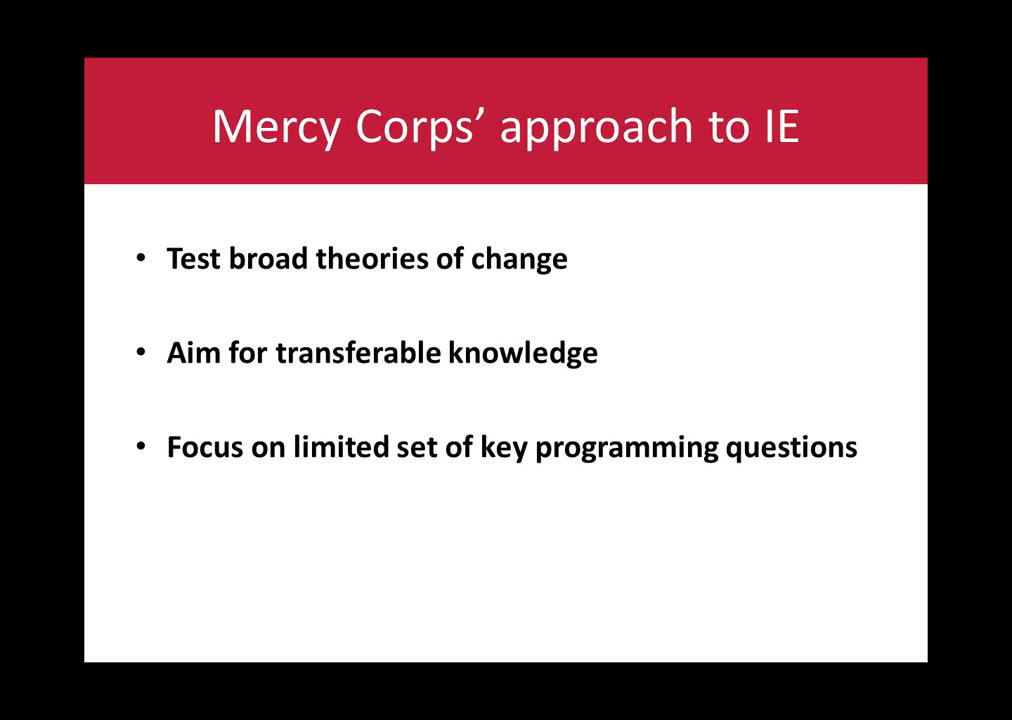 Mercy Corps’ approach to IE
• Test broad theories of change
• Aim for transferable knowledge
• Focus on limited set of key programming questions